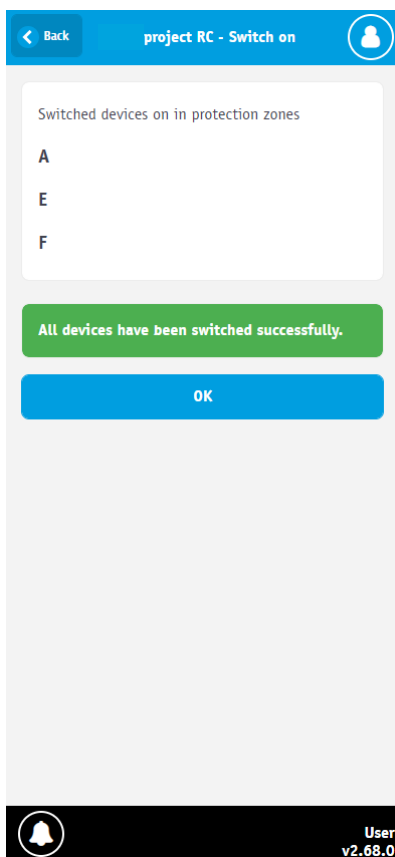 Back
project RC - Switch on
Switched devices on in protection zones
A
E
F
All devices have been switched successfully.
OK
User
v2.68.0